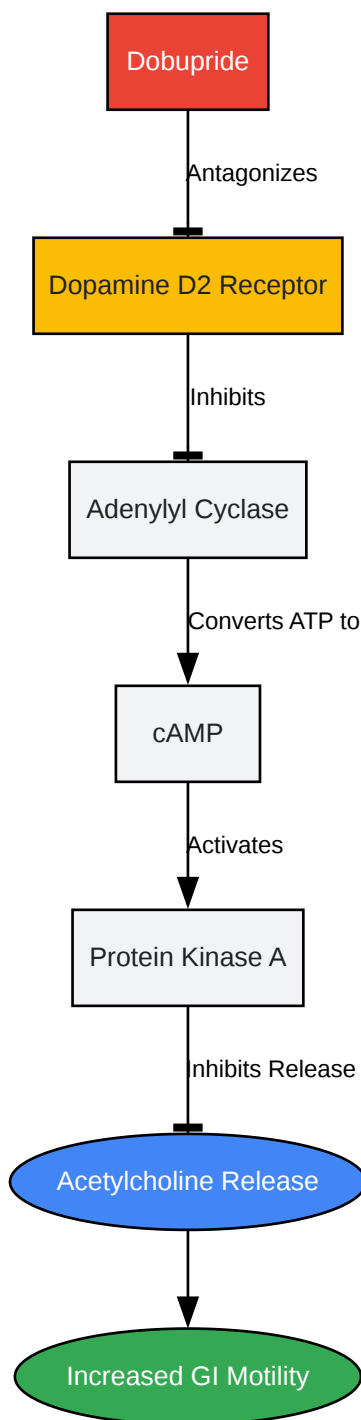 Dobupride
Antagonizes
Dopamine D2 Receptor
Inhibits
Adenylyl Cyclase
Converts ATP to
cAMP
Activates
Protein Kinase A
Inhibits Release
Acetylcholine Release
Increased GI Motility